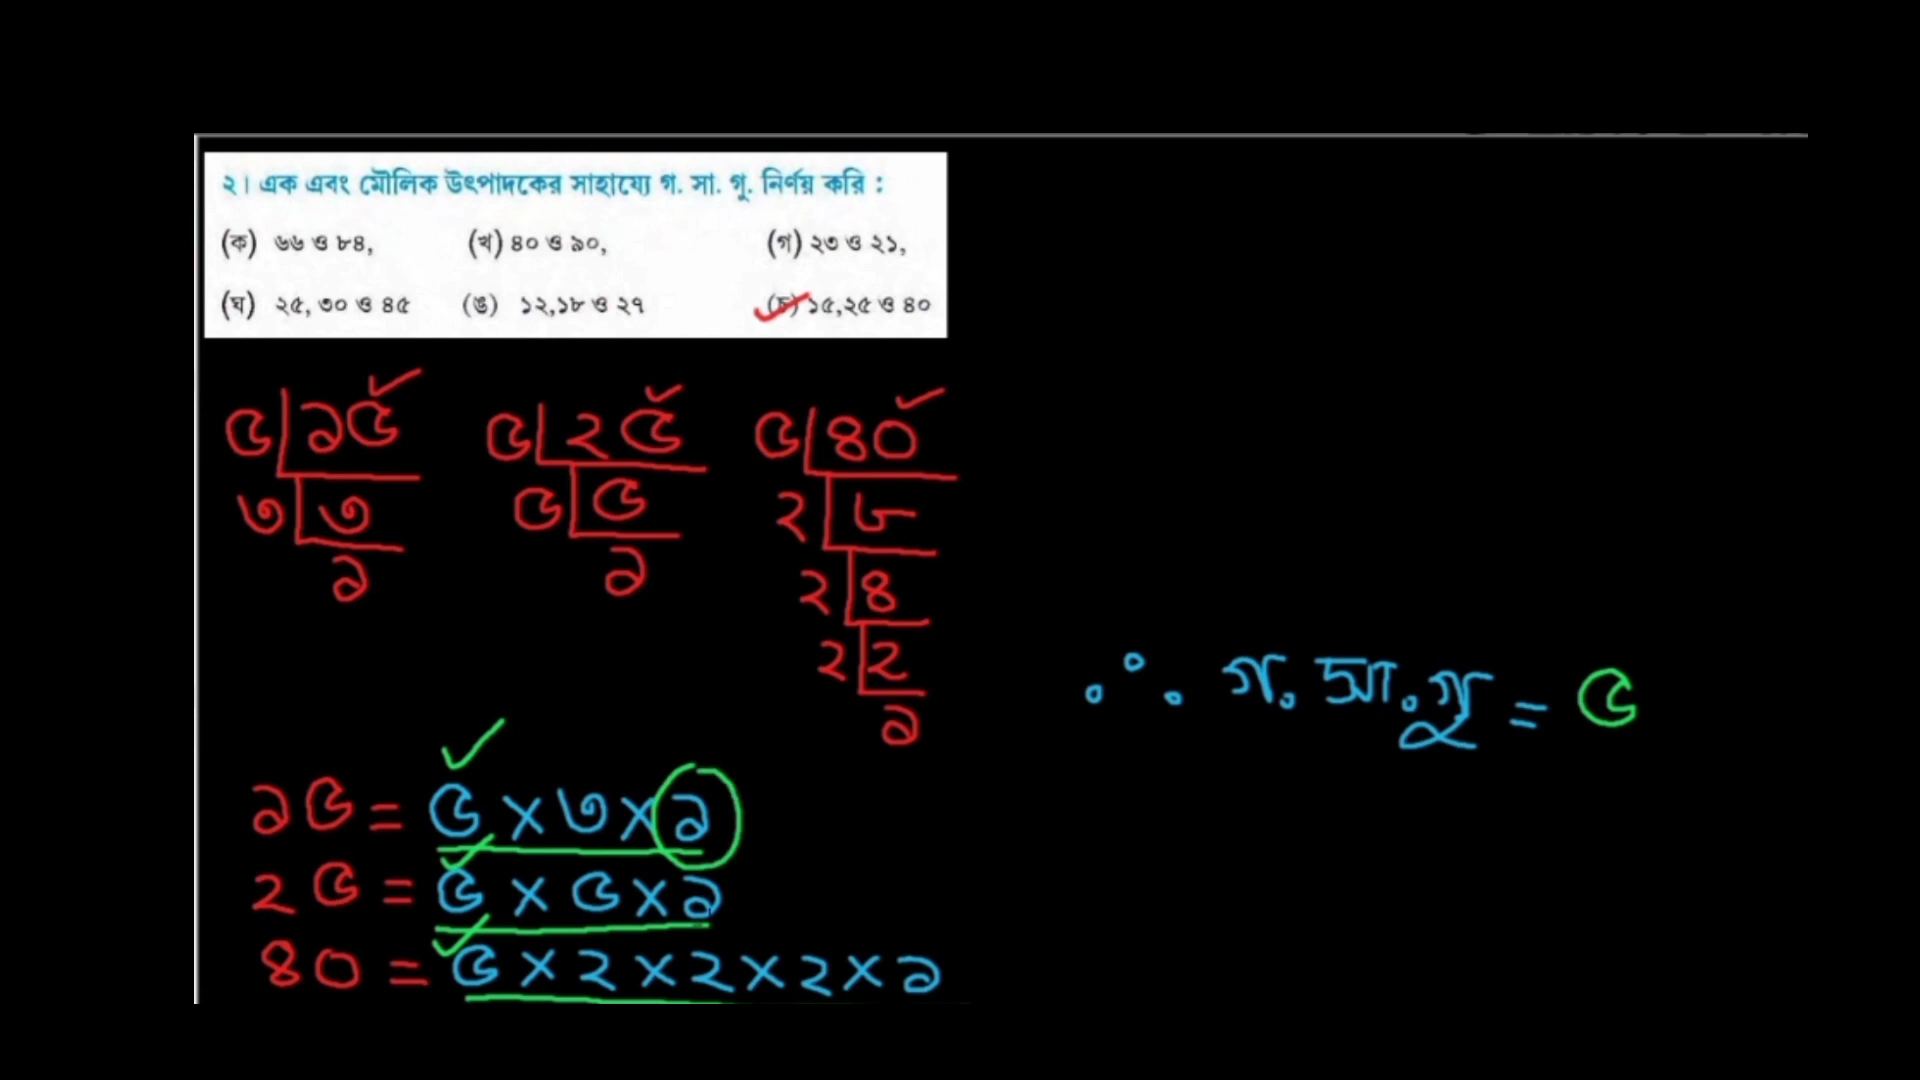 ২। এক এবং মৌলিক উৎপাদকের সাহায্যে গ. সা. গু. নির্ণয় করি :
(ক) ৬৬ ও ৮৪, (খ) ৪০ ও ৯০, (গ) ২৩ ও ২১,
(ঘ) ২৫, ৩০ ও ৪৫ (ঙ) ১২,১৮ ও ২৭ (চ) ১৫,২৫ ও ৪০
৫ ১৫ ৫ ২৫ ৫ ৪০
৩ ৩ ৫ ৫ ২ ৮
১ ১ ২ ৪
২ ২
১
∴ গ. সা. গু = ৫
১৫ = ৫ × ৩ × ১
২৫ = ৫ × ৫ × ১
৪০ = ৫ × ২ × ২ × ২ × ১